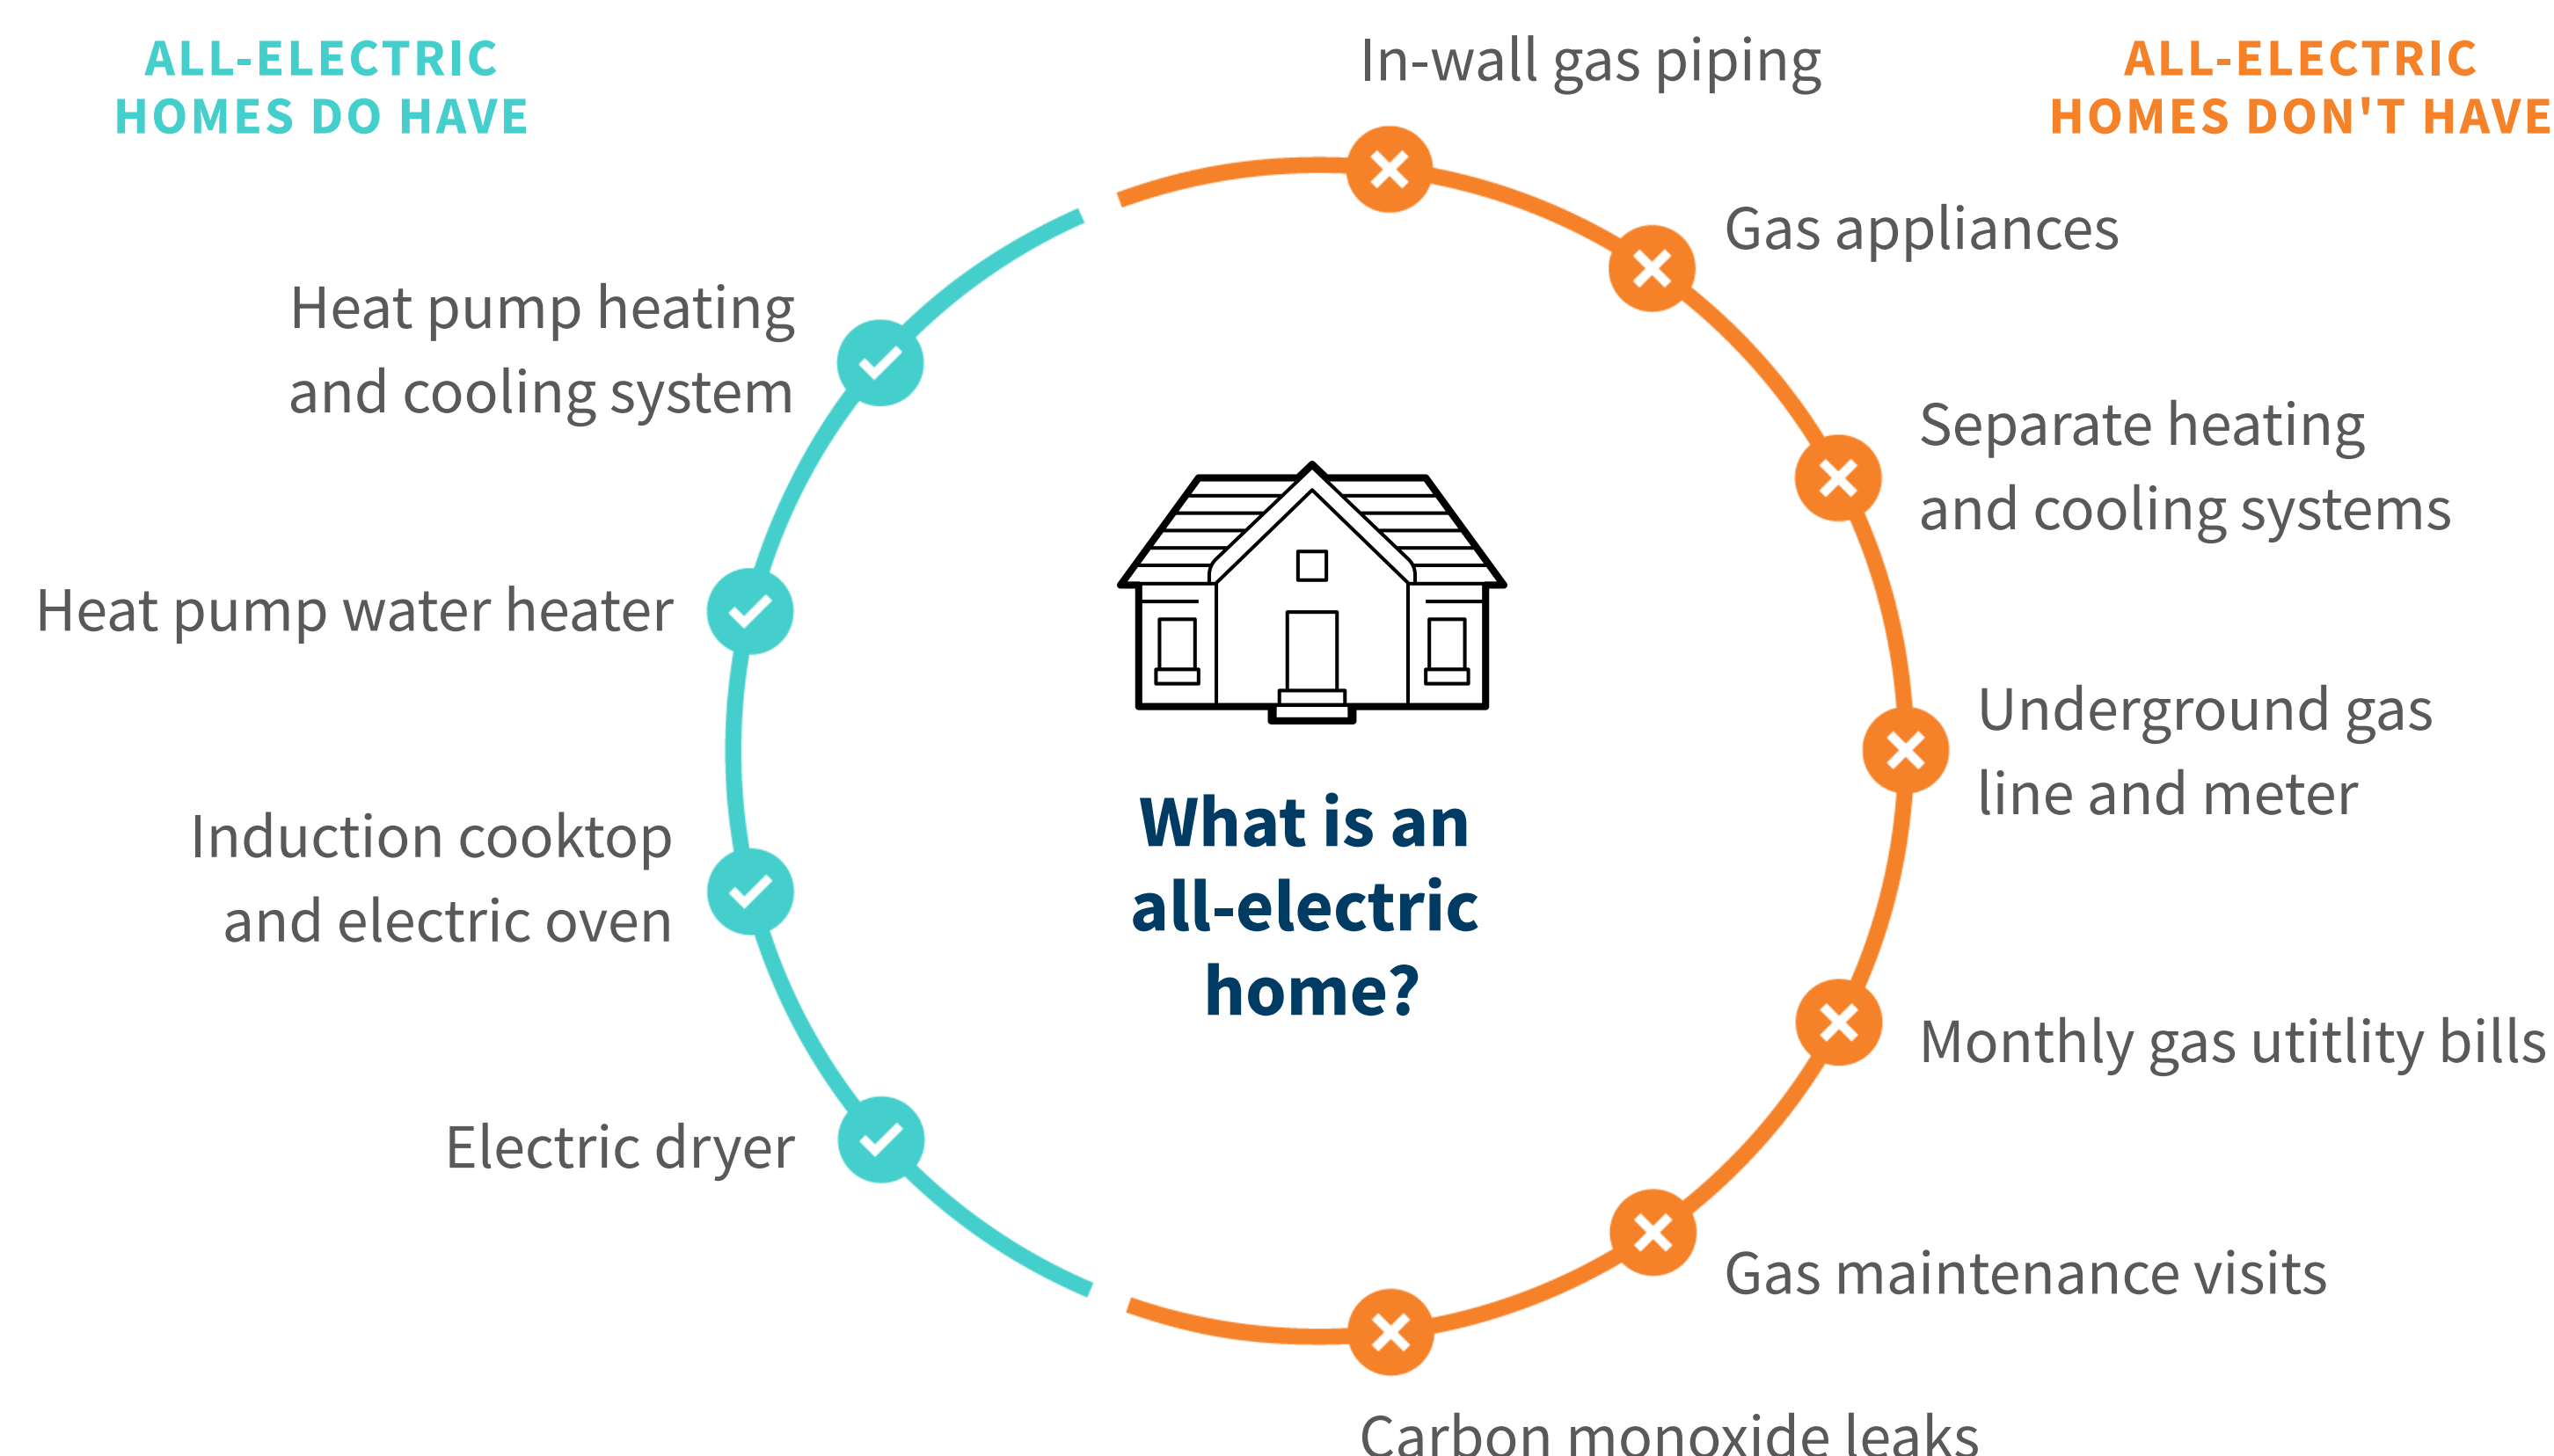 ALL-ELECTRIC
HOMES DO HAVE
Heat pump heating
and cooling system
Heat pump water heater
Induction cooktop
and electric oven
Electric dryer
What is an
all-electric
home?
ALL-ELECTRIC
HOMES DON'T HAVE
In-wall gas piping
Gas appliances
Separate heating
and cooling systems
Underground gas
line and meter
Monthly gas utitlity bills
Gas maintenance visits
Carbon monoxide leaks